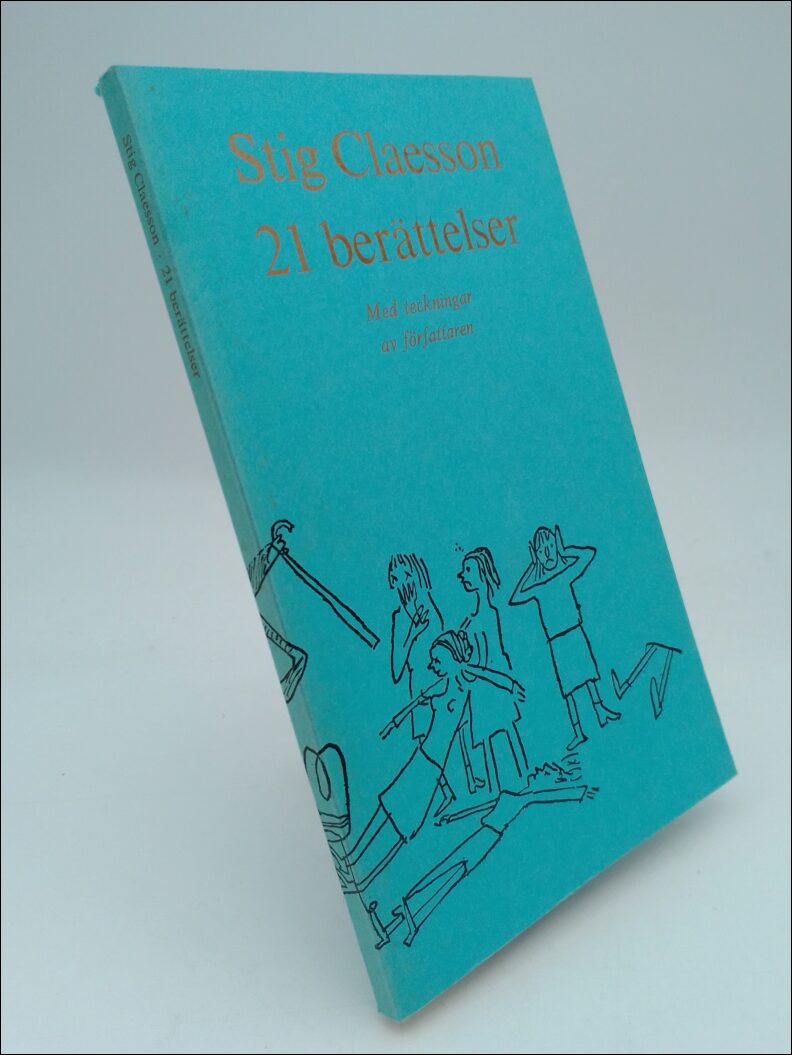 Stig Claesson
21 berättelser
Med teckningar
av författaren
Stig Claesson · 21 berättelser